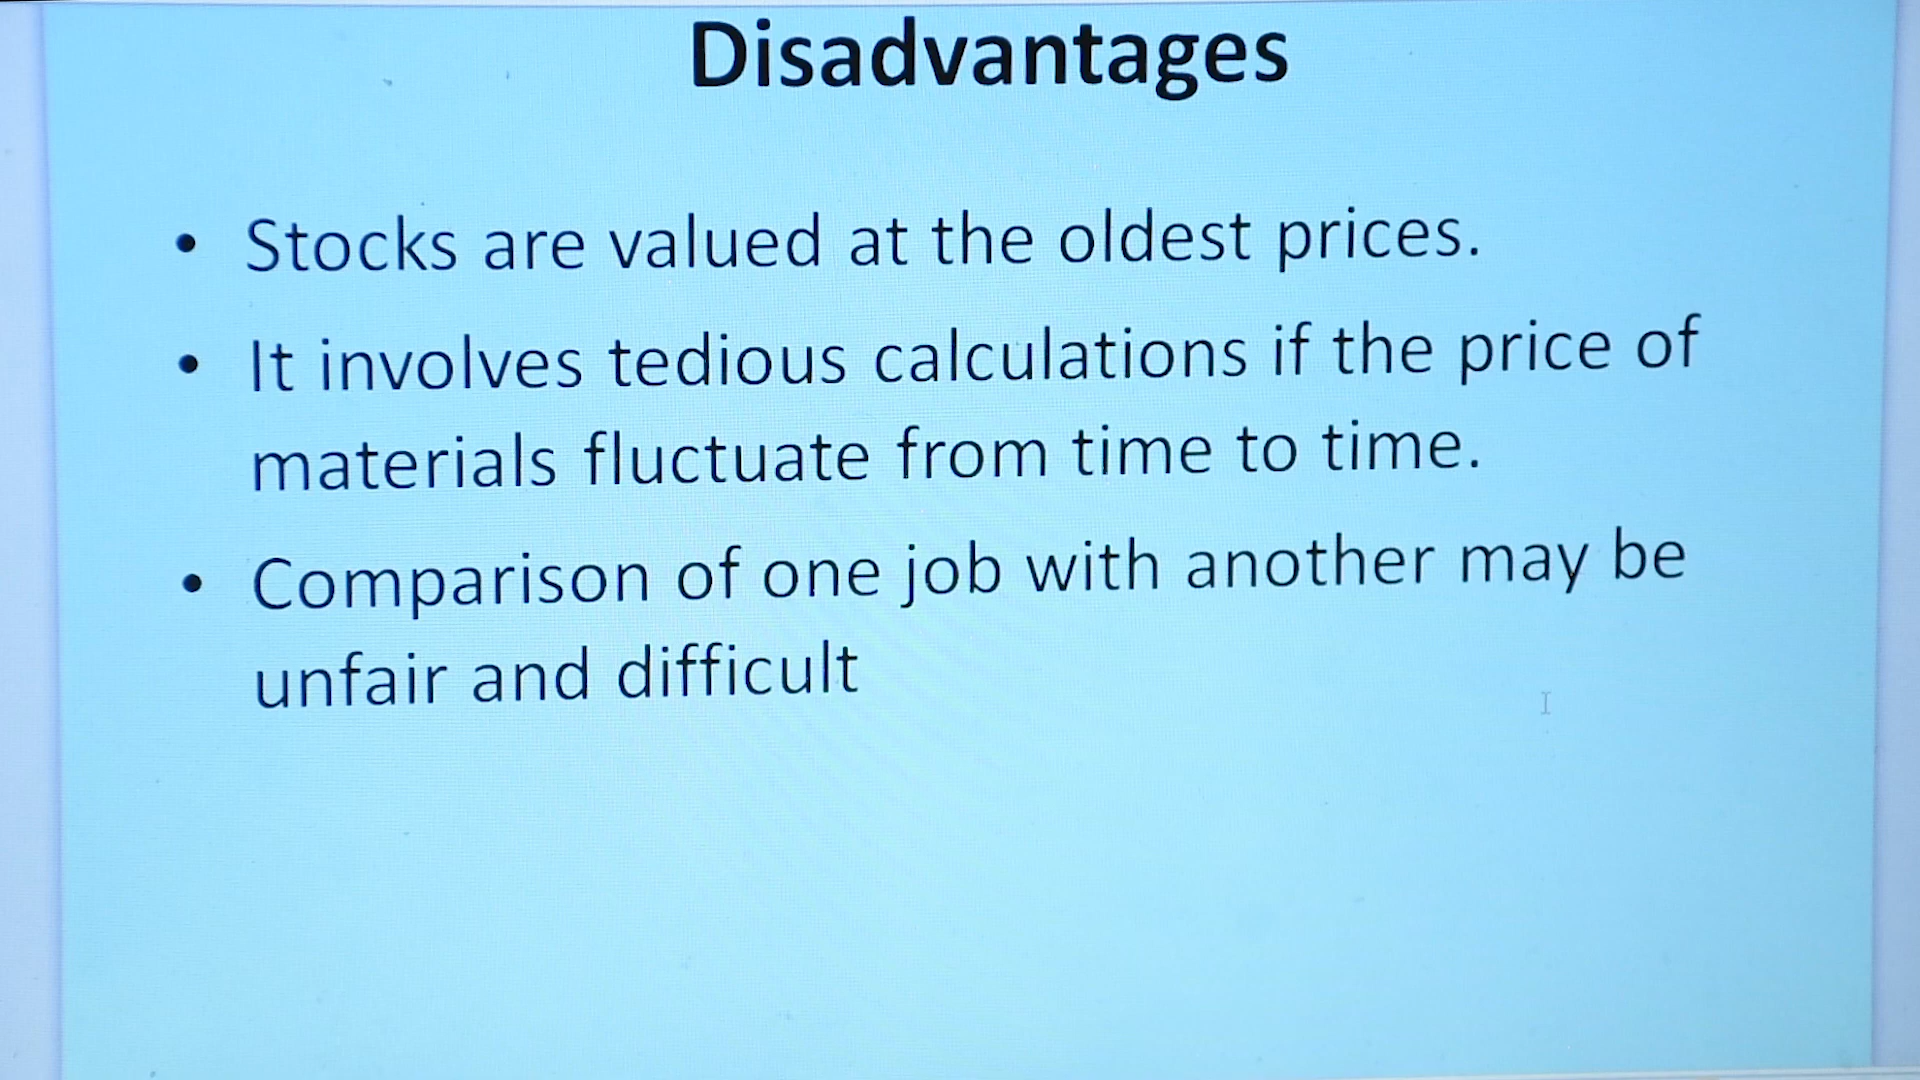 Disadvantages
• Stocks are valued at the oldest prices.
• It involves tedious calculations if the price of
materials fluctuate from time to time.
• Comparison of one job with another may be
unfair and difficult